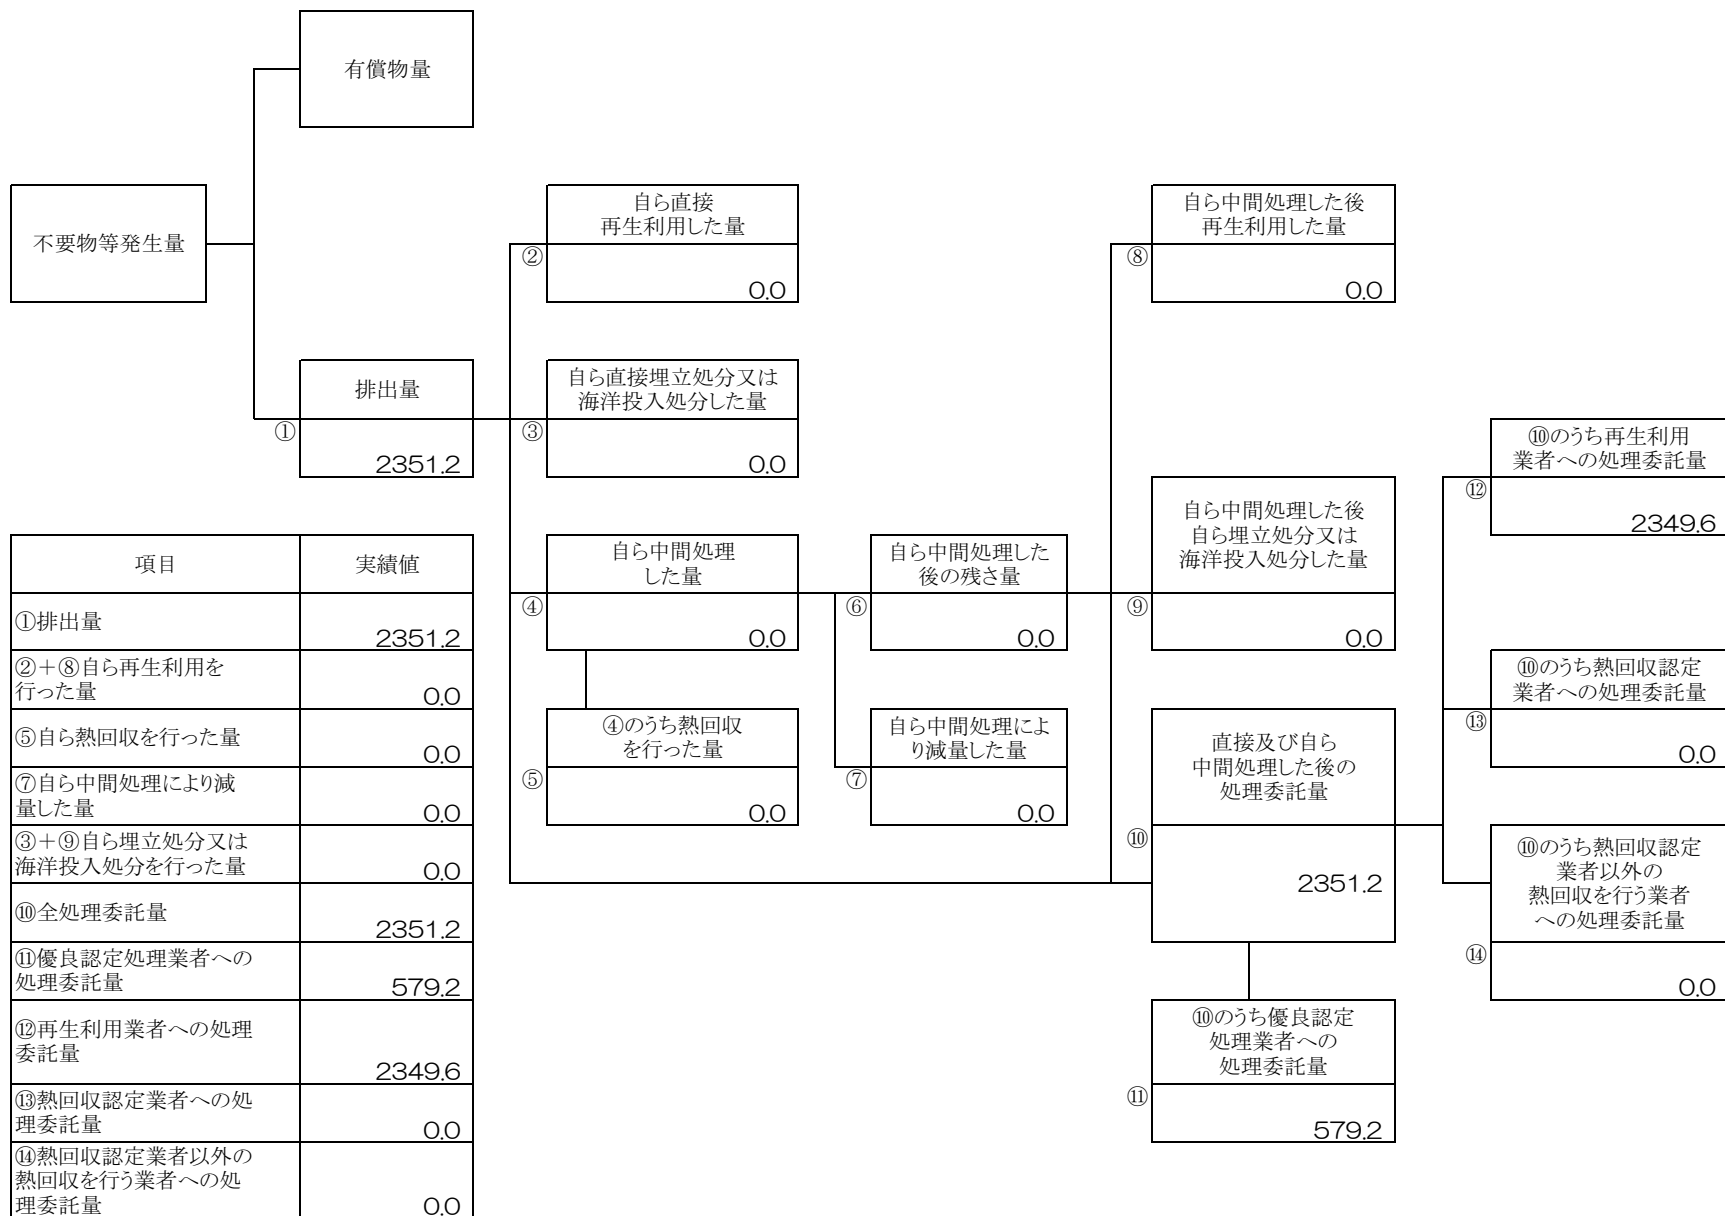 有償物量
不要物等発生量
自ら直接
再生利用した量
②
0.0
自ら中間処理した後
再生利用した量
⑧
0.0
排出量
①
2351.2
自ら直接埋立処分又は
海洋投入処分した量
③
0.0
⑩のうち再生利用
業者への処理委託量
⑫
2349.6
自ら中間処理
した量
④
0.0
自ら中間処理した
後の残さ量
⑥
0.0
自ら中間処理した後
自ら埋立処分又は
海洋投入処分した量
⑨
0.0
⑩のうち熱回収認定
業者への処理委託量
⑬
0.0
④のうち熱回収
を行った量
⑤
0.0
自ら中間処理によ
り減量した量
⑦
0.0
直接及び自ら
中間処理した後の
処理委託量
⑩
2351.2
⑩のうち熱回収認定
業者以外の
熱回収を行う業者
への処理委託量
⑭
0.0
⑩のうち優良認定
処理業者への
処理委託量
⑪
579.2
項目 実績値
①排出量
2351.2
②+⑧自ら再生利用を
行った量
0.0
⑤自ら熱回収を行った量
0.0
⑦自ら中間処理により減
量した量
0.0
③+⑨自ら埋立処分又は
海洋投入処分を行った量
0.0
⑩全処理委託量
2351.2
⑪優良認定処理業者への
処理委託量
579.2
⑫再生利用業者への処理
委託量
2349.6
⑬熱回収認定業者への処
理委託量
0.0
⑭熱回収認定業者以外の
熱回収を行う業者への処
理委託量
0.0